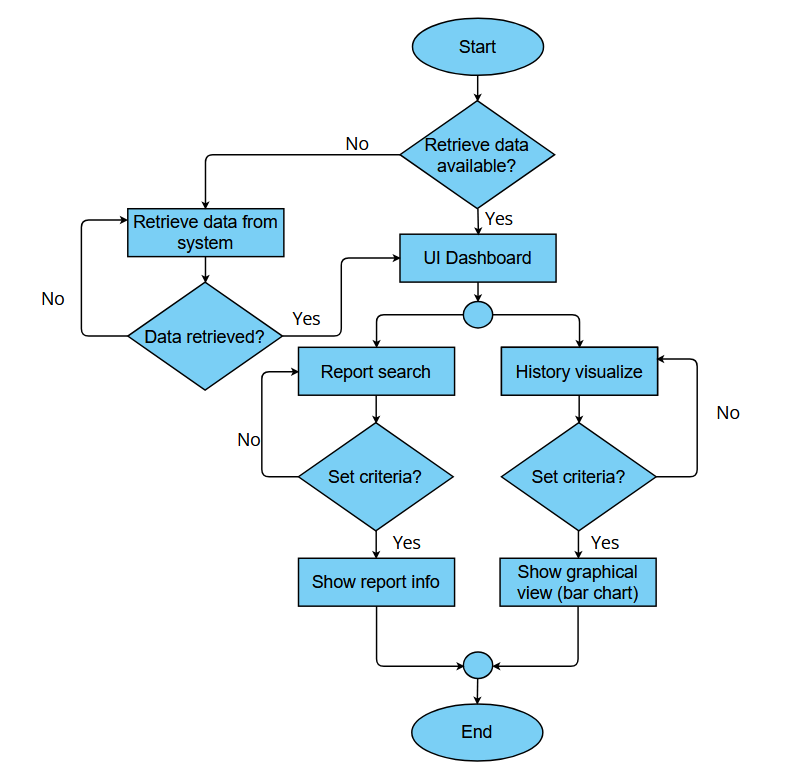 Start
Retrieve data
available?
No
Yes
Retrieve data from
system
UI Dashboard
No
Data retrieved?
Yes
Report search
History visualize
No
No
Set criteria?
Set criteria?
Yes
Yes
Show report info
Show graphical
view (bar chart)
End